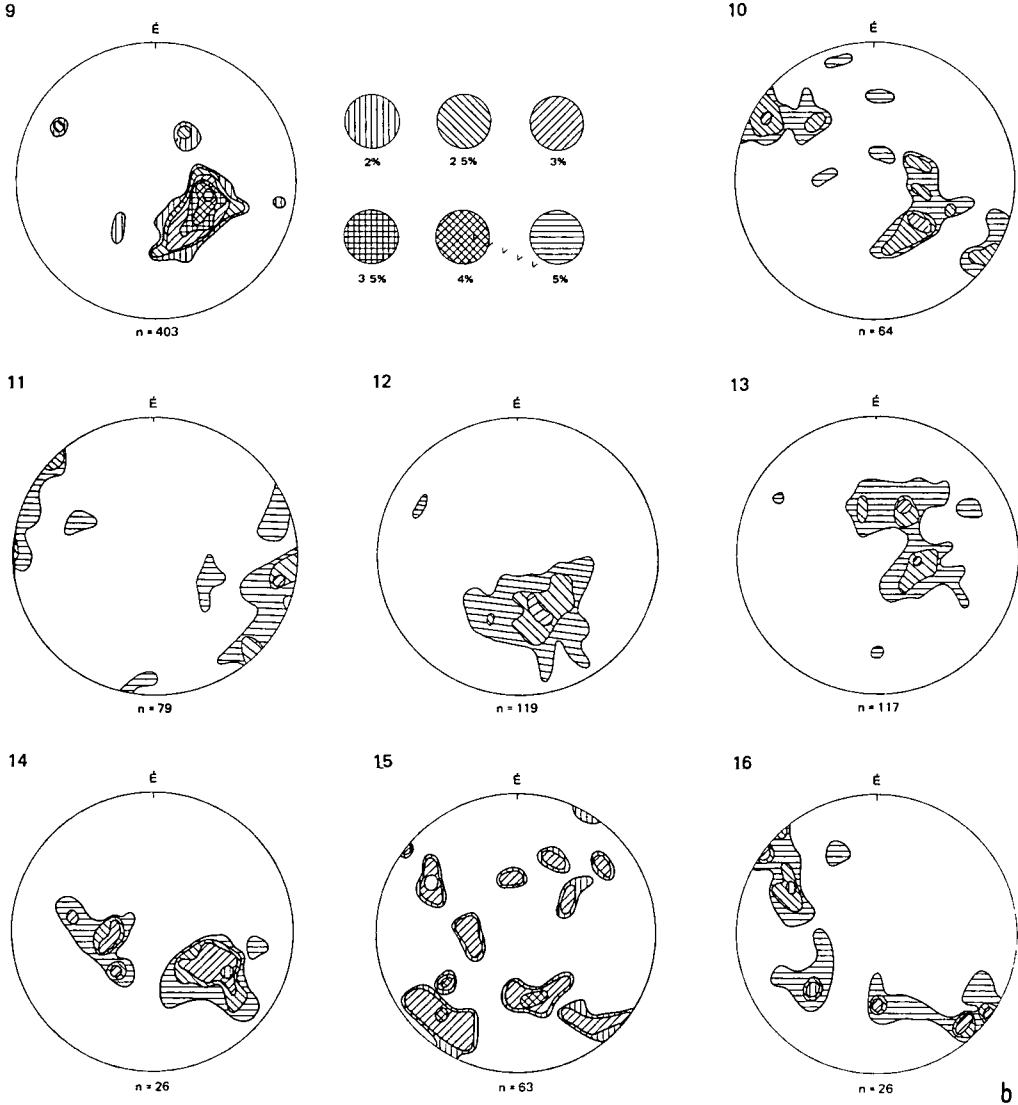 9
É
n = 403
2%
2 5%
3%
3 5%
4%
5%
10
É
n = 64
11
É
n = 79
12
É
n = 119
13
É
n = 117
14
É
n = 26
15
É
n = 63
16
É
n = 26
b